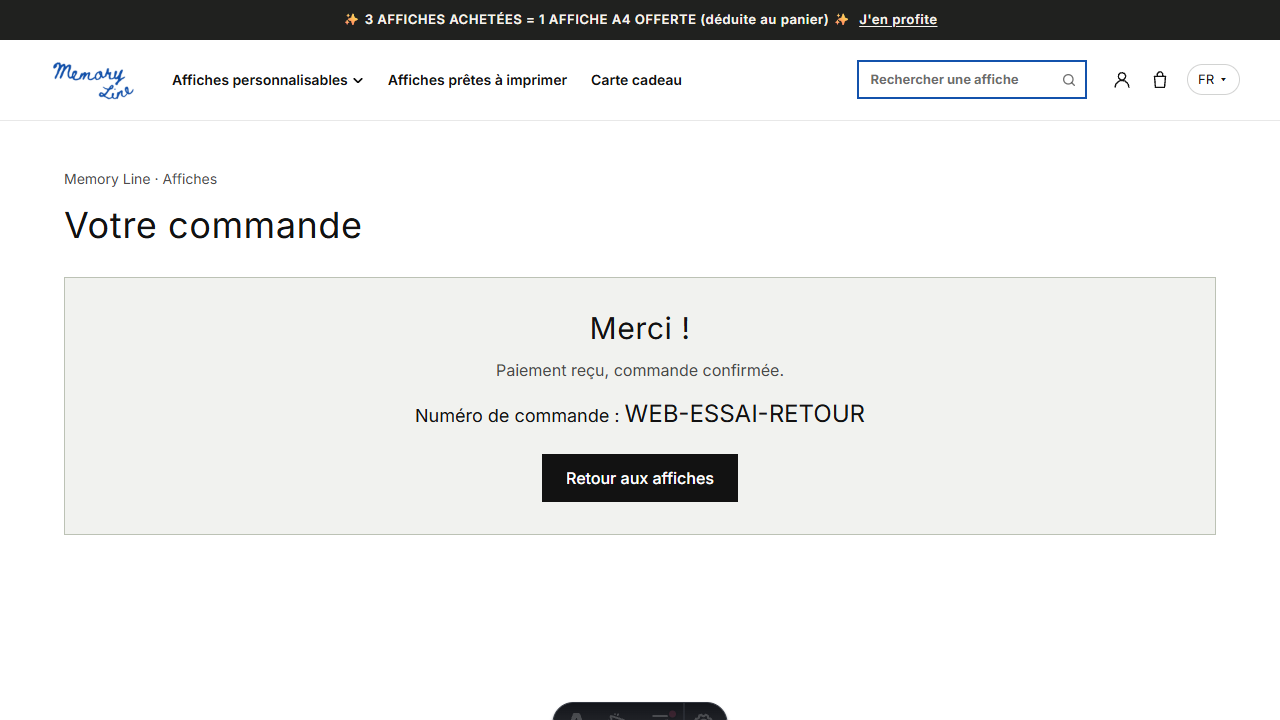 ✨ 3 AFFICHES ACHETÉES = 1 AFFICHE A4 OFFERTE (déduite au panier) ✨ J'en profite
Memory Line
Affiches personnalisables
Affiches prêtes à imprimer
Carte cadeau
Rechercher une affiche
FR
Memory Line · Affiches
Votre commande
Merci !
Paiement reçu, commande confirmée.
Numéro de commande : WEB-ESSAI-RETOUR
Retour aux affiches